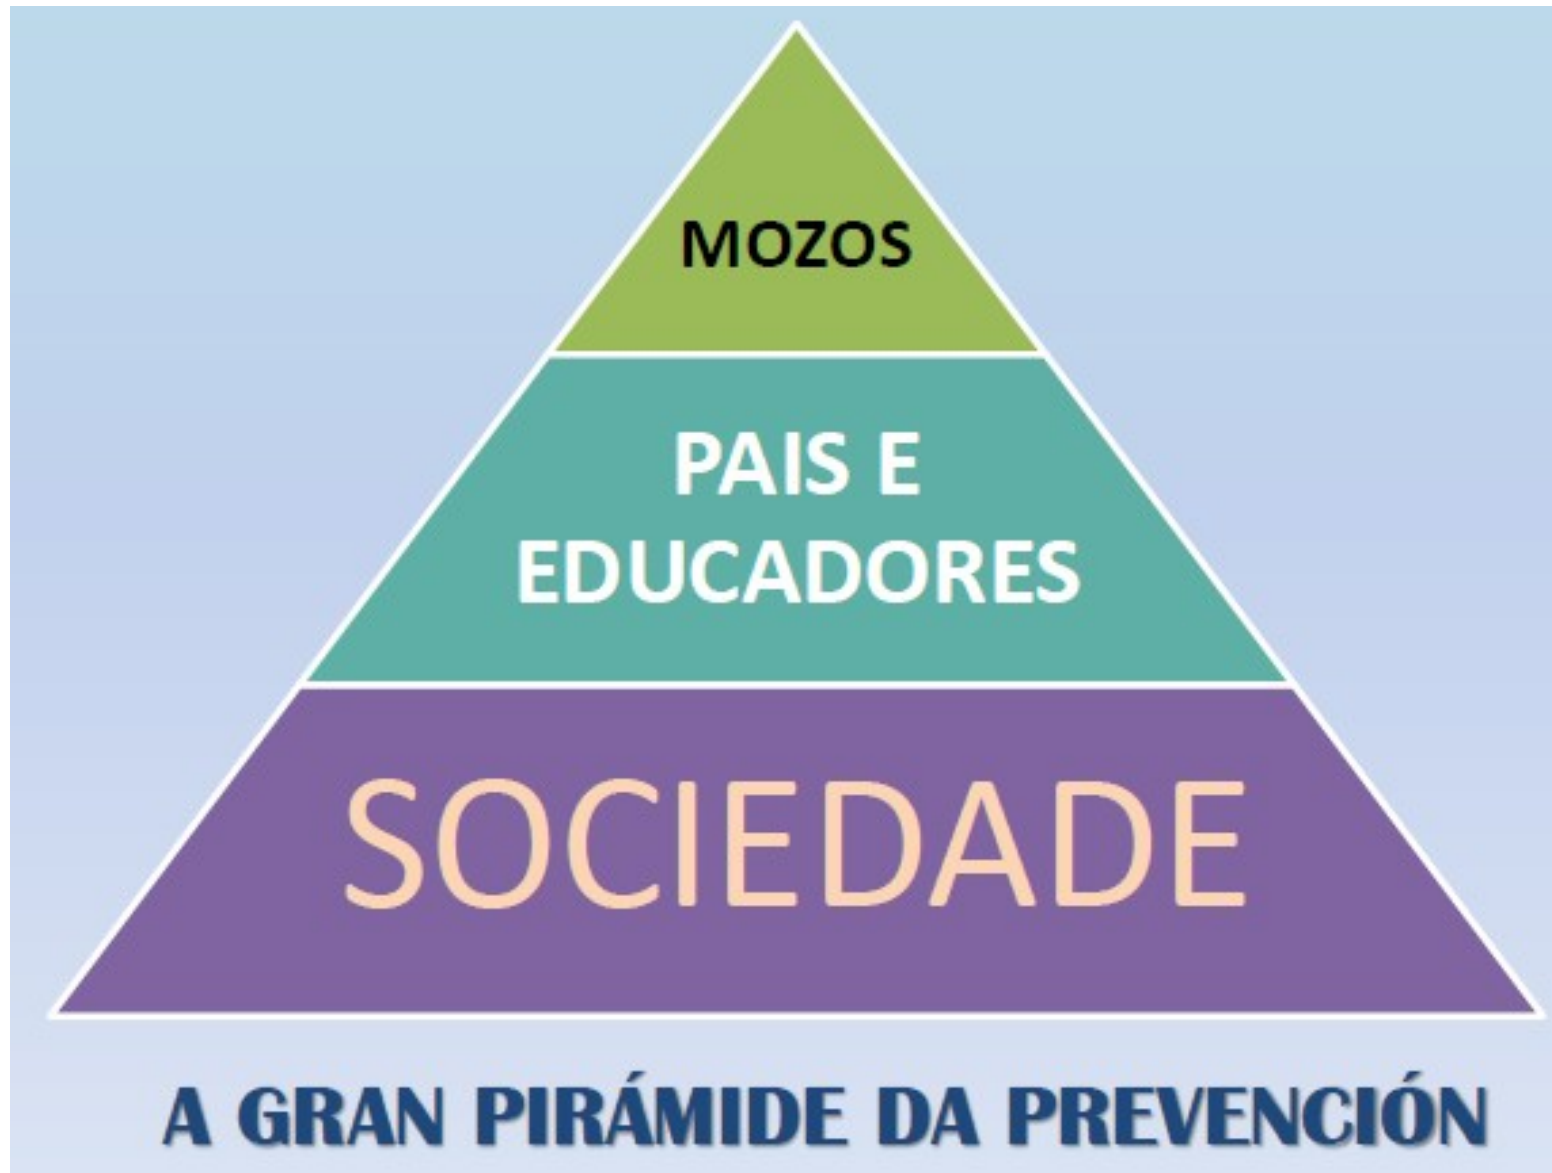 MOZOS
PAIS E
EDUCADORES
SOCIEDADE
A GRAN PIRÁMIDE DA PREVENCIÓN